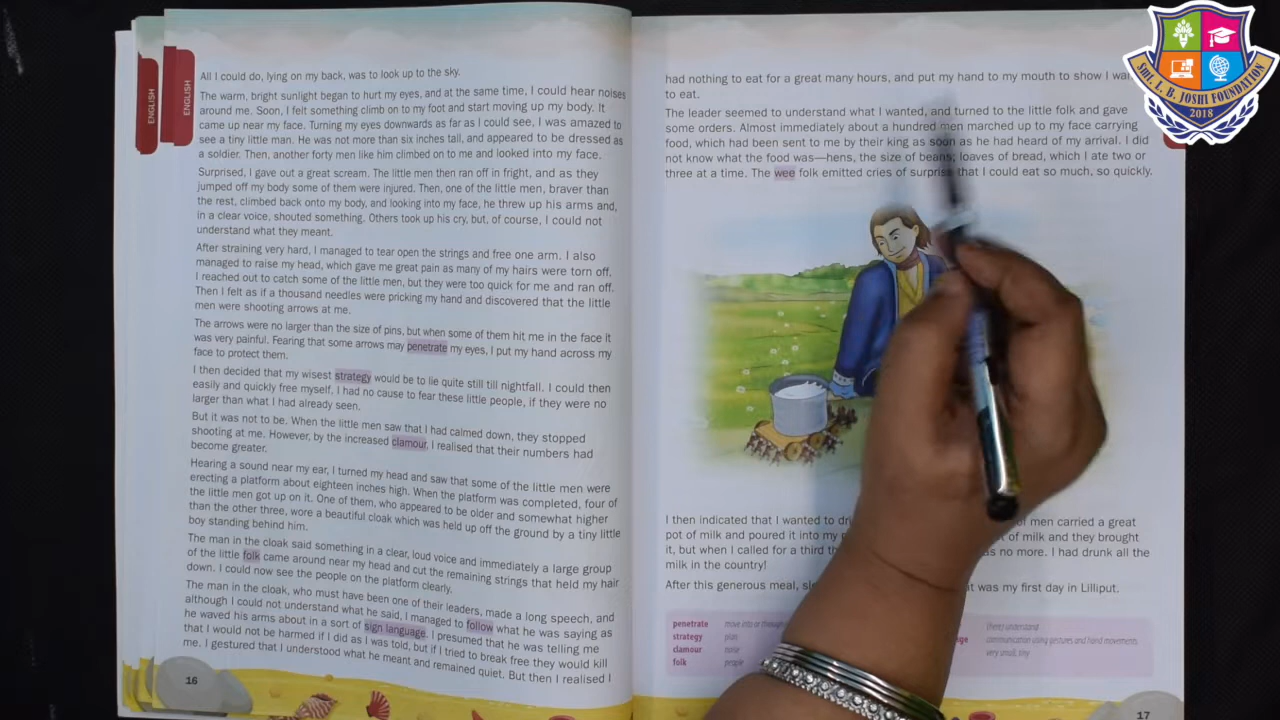 ENGLISH
ENGLISH
All I could do, lying on my back, was to look up to the sky.
The warm, bright sunlight began to hurt my eyes, and at the same time, I could hear noises
around me. Soon, I felt something climb on to my foot and start moving up my body. It
came up near my face. Turning my eyes downwards as far as I could see, I was amazed to
see a tiny little man. He was not more than six inches tall, and appeared to be dressed as
a soldier. Then, another forty men like him climbed on to me and looked into my face.
Surprised, I gave out a great scream. The little men then ran off in fright, and as they
jumped off my body some of them were injured. Then, one of the little men, braver than
the rest, climbed back onto my body, and looking into my face, he threw up his arms and,
in a clear voice, shouted something. Others took up his cry, but, of course, I could not
understand what they meant.
After straining very hard, I managed to tear open the strings and free one arm. I also
managed to raise my head, which gave me great pain as many of my hairs were torn off.
I reached out to catch some of the little men, but they were too quick for me and ran off.
Then I felt as if a thousand needles were pricking my hand and discovered that the little
men were shooting arrows at me.
The arrows were no larger than the size of pins, but when some of them hit me in the face it
was very painful. Fearing that some arrows may penetrate my eyes, I put my hand across my
face to protect them.
I then decided that my wisest strategy would be to lie quite still till nightfall. I could then
easily and quickly free myself. I had no cause to fear these little people, if they were no
larger than what I had already seen.
But it was not to be. When the little men saw that I had calmed down, they stopped
shooting at me. However, by the increased clamour, I realised that their numbers had
become greater.
Hearing a sound near my ear, I turned my head and saw that some of the little men were
erecting a platform about eighteen inches high. When the platform was completed, four of
the little men got up on it. One of them, who appeared to be older and somewhat higher
than the other three, wore a beautiful cloak which was held up off the ground by a tiny little
boy standing behind him.
The man in the cloak said something in a clear, loud voice and immediately a large group
of the little folk came around near my head and cut the remaining strings that held my hair
down. I could now see the people on the platform clearly.
The man in the cloak, who must have been one of their leaders, made a long speech, and
although I could not understand what he said, I managed to follow what he was saying as
he waved his arms about in a sort of sign language. I presumed that he was telling me
that I would not be harmed if I did as I was told, but if I tried to break free they would kill
me. I gestured that I understood what he meant and remained quiet. But then I realised I
16
had nothing to eat for a great many hours, and put my hand to my mouth to show I
to eat.
The leader seemed to understand what I wanted, and turned to the little folk and gave
some orders. Almost immediately about a hundred men marched up to my face carrying
food, which had been sent to me by their king as soon as he had heard of my arrival. I did
not know what the food was—hens, the size of beans; loaves of bread, which I ate two or
three at a time. The wee folk emitted cries of surprise that I could eat so much, so quickly.
I then indicated that I wanted to of men carried a great
pot of milk and poured it into my of milk and they brought
it, but when I called for a third no more. I had drunk all the
milk in the country!
After this generous meal, was my first day in Lilliput.
penetrate move into or (here) understand
strategy plan communication using gestures and hand movements
clamour noise very small; tiny
folk people
17
SMT. L. B. JOSHI FOUNDATION
2018